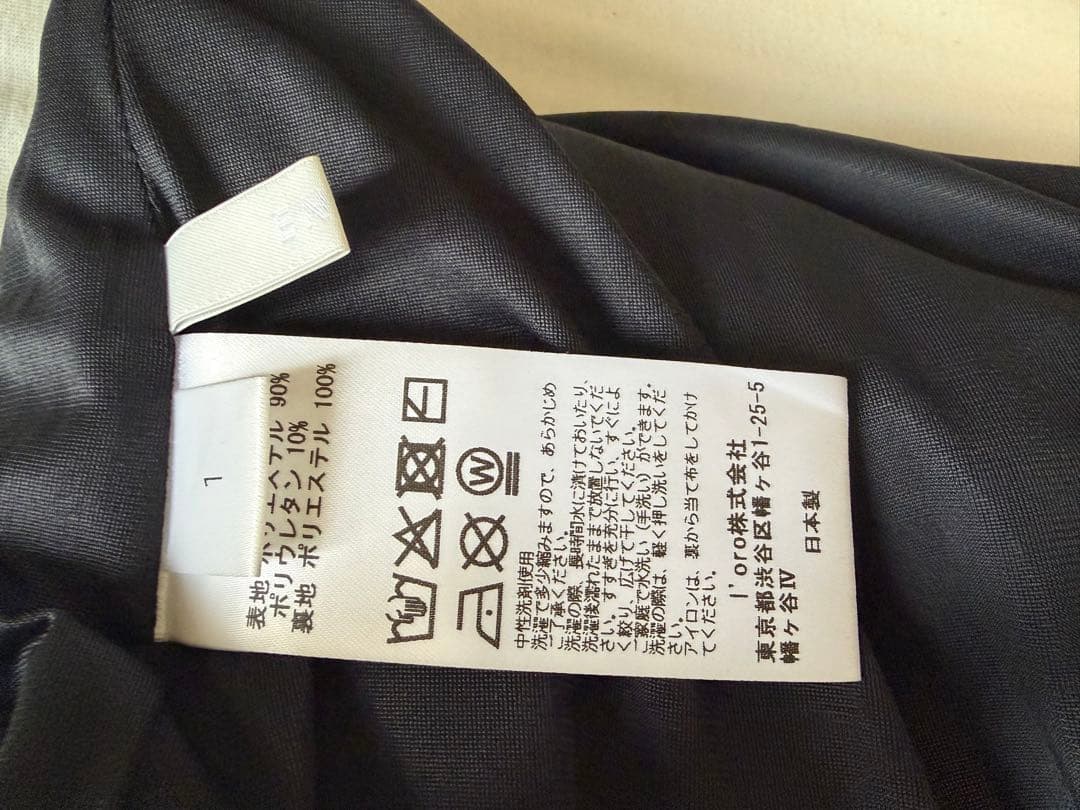 1
表地 ポリエステル 90%
ポリウレタン 10%
裏地 ポリエステル 100%
W
中性洗剤使用
洗濯で多少縮みますので、あらかじめ
ご了承ください。
洗濯の際、長時間水に漬けておいたり、
洗濯後濡れたままで放置しないでくだ
さい。すすぎを充分に行い、すぐによ
く絞り、広げて干してください。
ご家庭で水洗い(手洗い)ができます。
洗濯の際は、軽く押し洗いをしてくだ
さい。
アイロンは、裏から当て布をしてかけ
てください。
l'oro株式会社
東京都渋谷区幡ヶ谷1-25-5
幡ヶ谷Ⅳ
日本製